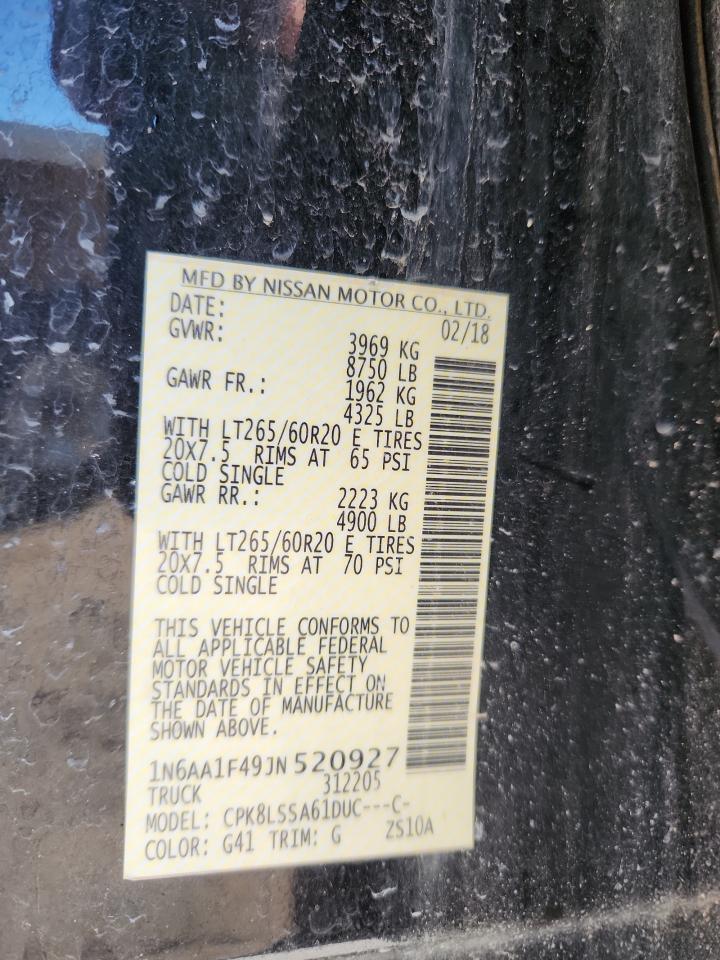 MFD BY NISSAN MOTOR CO., LTD.
DATE: 02/18
GVWR: 3969 KG
8750 LB
GAWR FR.: 1962 KG
4325 LB
WITH LT265/60R20 E TIRES
20X7.5 RIMS AT 65 PSI
COLD SINGLE
GAWR RR.: 2223 KG
4900 LB
WITH LT265/60R20 E TIRES
20X7.5 RIMS AT 70 PSI
COLD SINGLE
THIS VEHICLE CONFORMS TO
ALL APPLICABLE FEDERAL
MOTOR VEHICLE SAFETY
STANDARDS IN EFFECT ON
THE DATE OF MANUFACTURE
SHOWN ABOVE.
1N6AA1F49JN520927
TRUCK 312205
MODEL: CPK8LSSA61DUC---C-
COLOR: G41 TRIM: G ZS10A